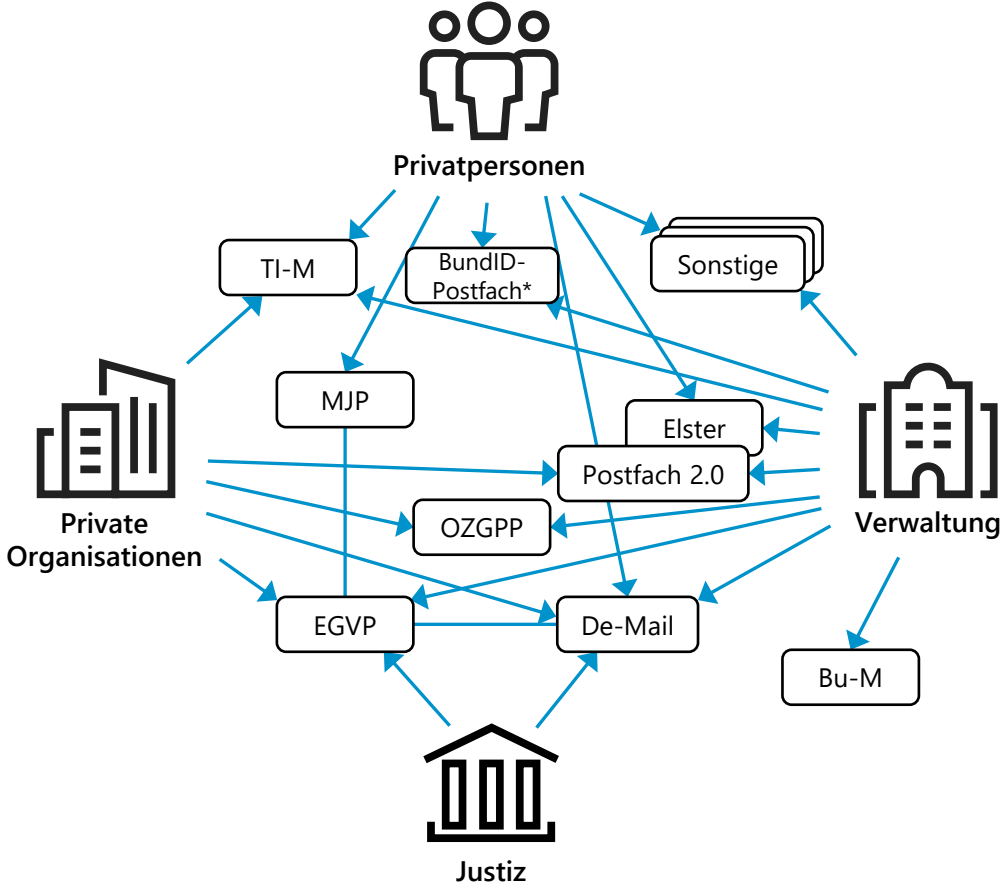 Privatpersonen
TI-M
BundID-
Postfach*
Sonstige
MJP
Elster
Postfach 2.0
OZGPP
Private
Organisationen
Verwaltung
EGVP
De-Mail
Bu-M
Justiz